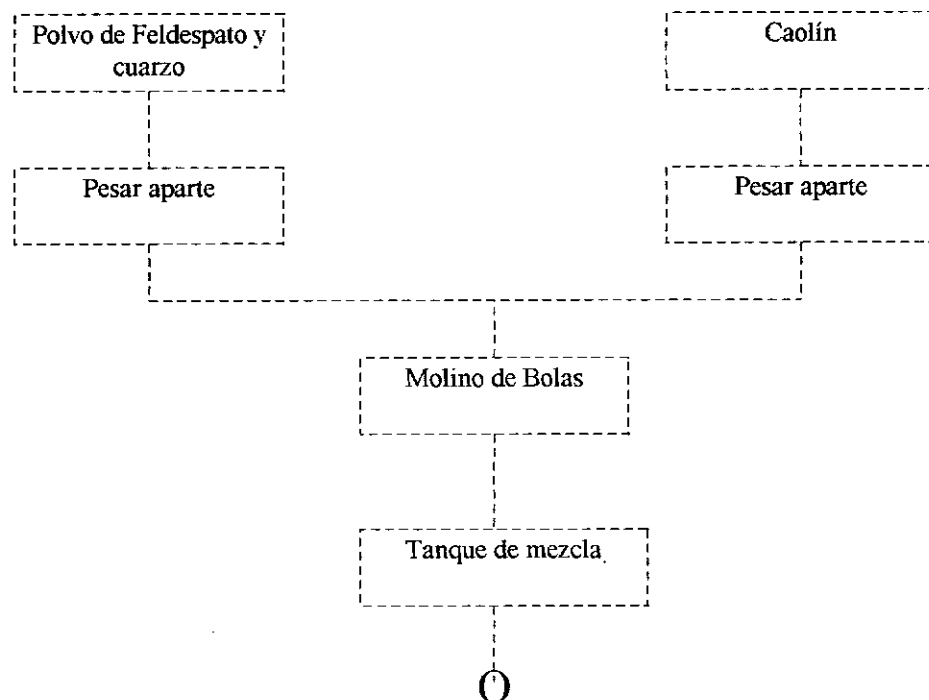 Polvo de Feldespato y
cuarzo
Caolín
Pesar aparte
Pesar aparte
Molino de Bolas
Tanque de mezcla
O